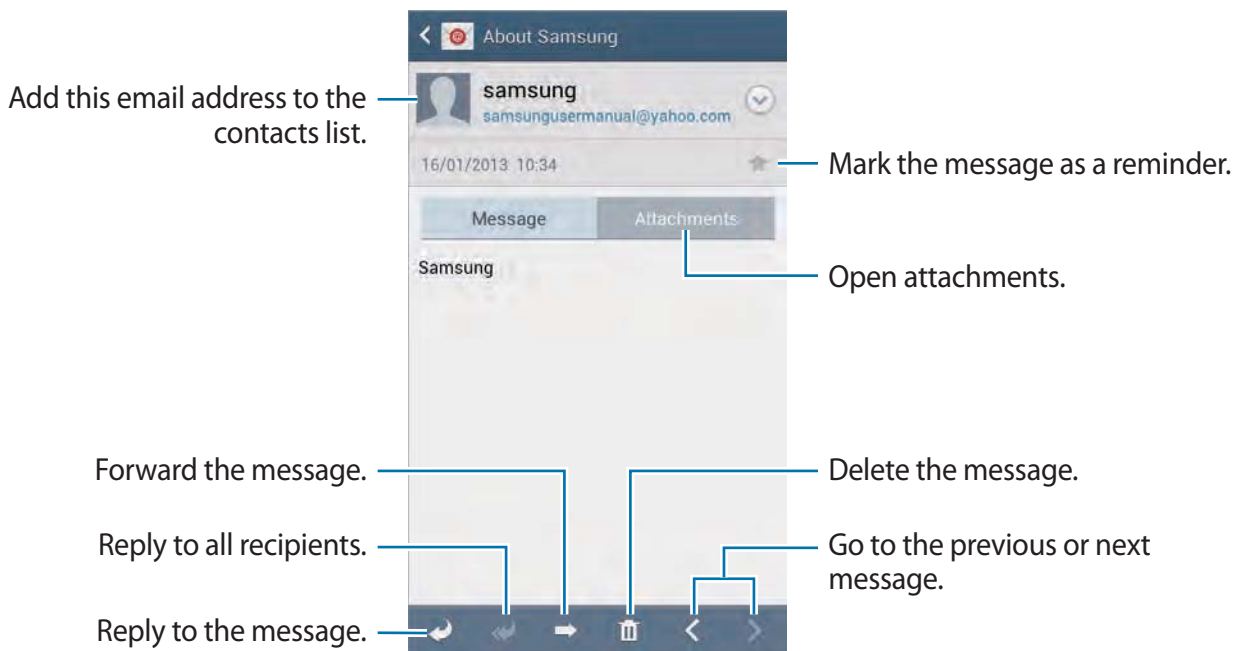 About Samsung
Add this email address to the
contacts list.
samsung
samsungusermanual@yahoo.com
16/01/2013 10:34
Mark the message as a reminder.
Message
Attachments
Samsung
Open attachments.
Forward the message.
Delete the message.
Reply to all recipients.
Go to the previous or next
message.
Reply to the message.